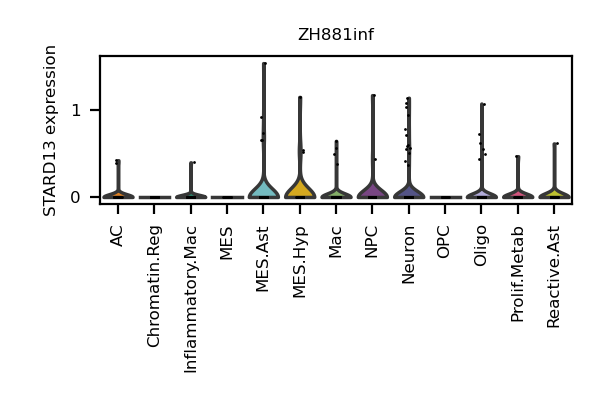 ZH881inf
STARD13 expression
1
0
AC
Chromatin.Reg
Inflammatory.Mac
MES
MES.Ast
MES.Hyp
Mac
NPC
Neuron
OPC
Oligo
Prolif.Metab
Reactive.Ast